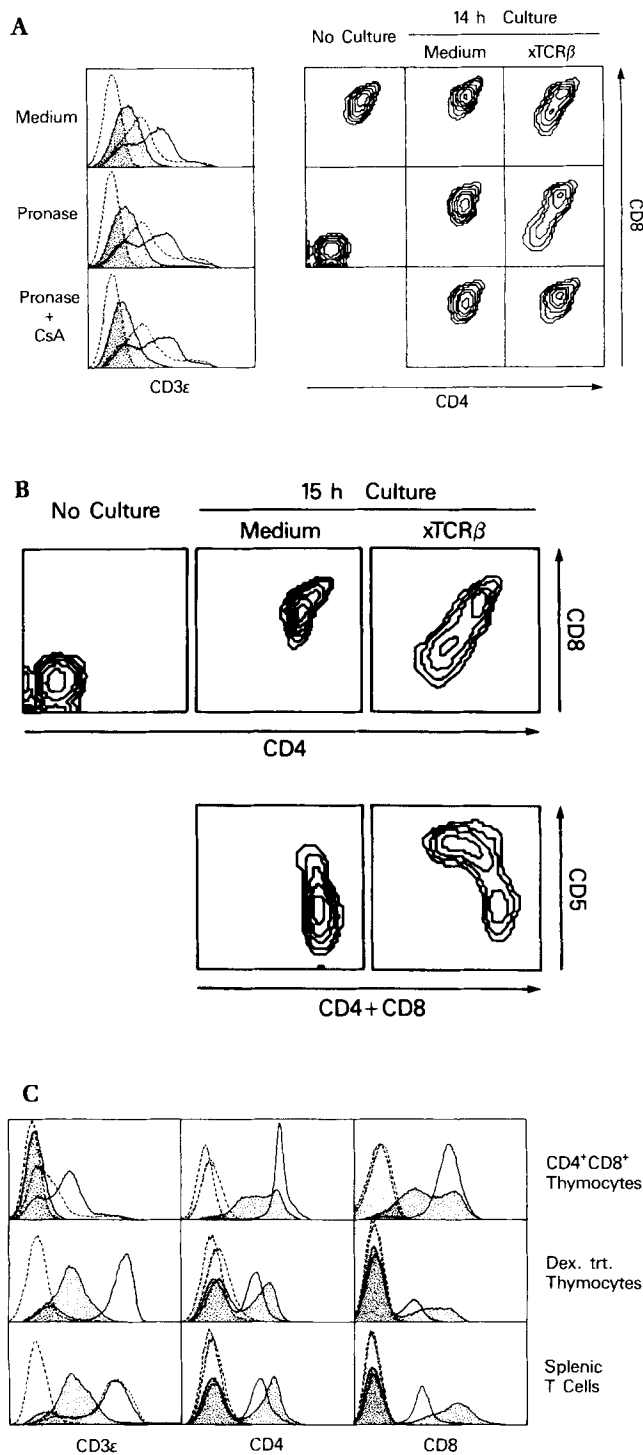 A
14 h Culture
No Culture
Medium
xTCRβ
Medium
Pronase
Pronase
+
CsA
CD8
CD3ε
CD4
B
15 h Culture
No Culture
Medium
xTCRβ
CD8
CD4
CD5
CD4+CD8
C
CD4⁺CD8⁺
Thymocytes
Dex. trt.
Thymocytes
Splenic
T Cells
CD3ε
CD4
CD8